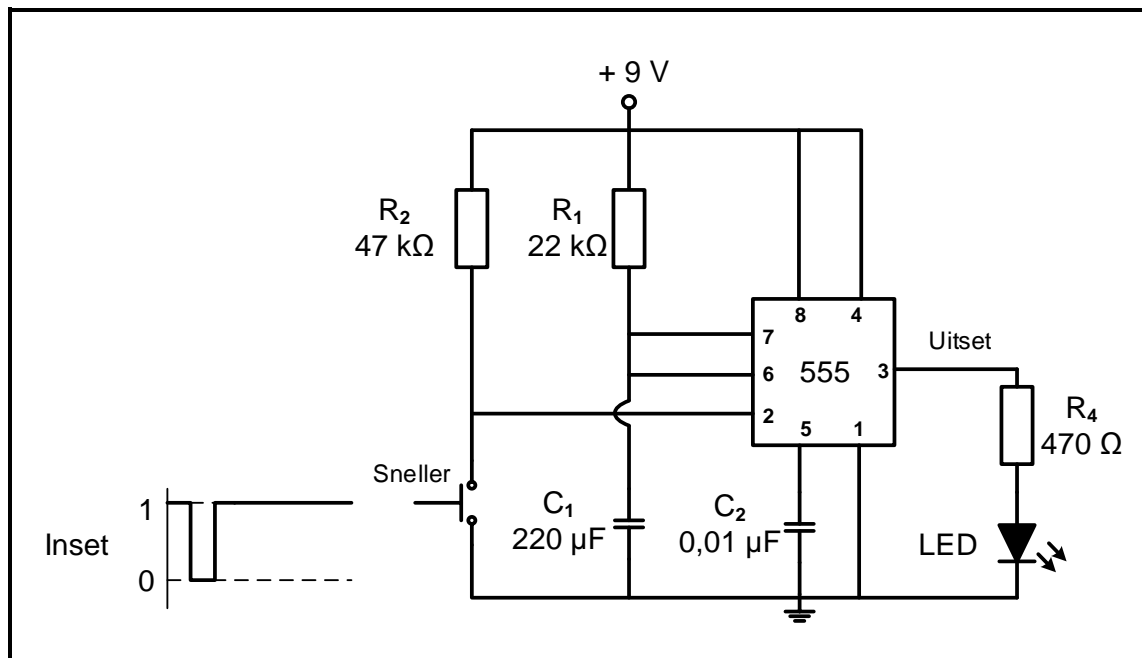 + 9 V
R₂
47 kΩ
R₁
22 kΩ
8
4
7
6
555
3
2
5
1
Uitset
R₄
470 Ω
Sneller
Inset
1
0
C₁
220 µF
C₂
0,01 µF
LED